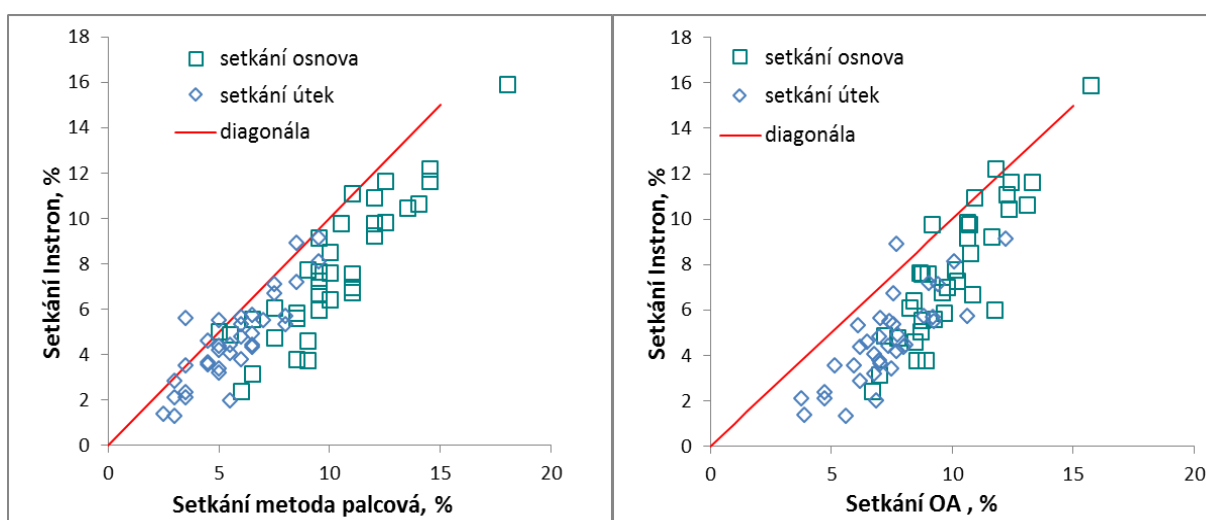 18
16
14
12
10
8
6
4
2
0
Setkání Instron, %
setkání osnova
setkání útek
diagonála
0 5 10 15 20
Setkání metoda palcová, %
18
16
14
12
10
8
6
4
2
0
Setkání Instron, %
setkání osnova
setkání útek
diagonála
0 5 10 15 20
Setkání OA , %